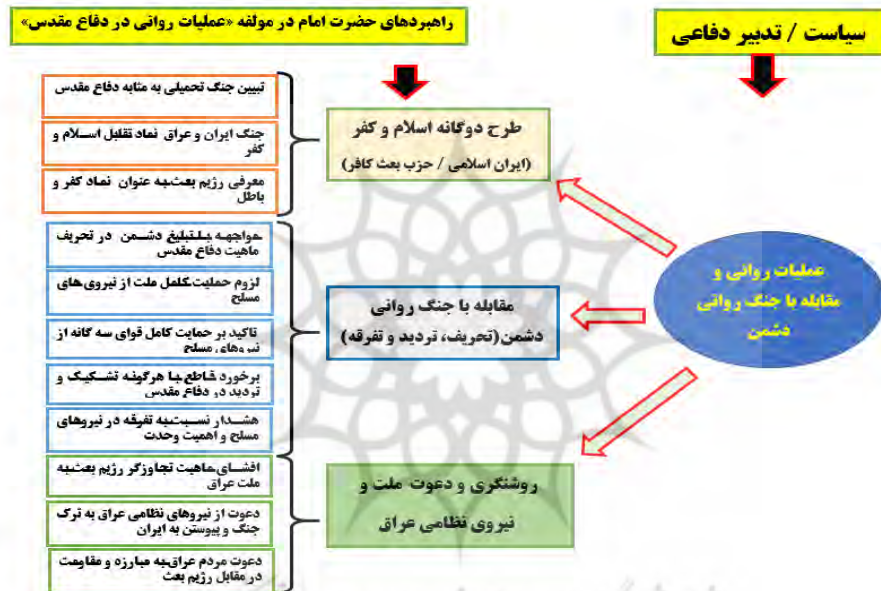 سیاست / تدبیر دفاعی
راهبردهای حضرت امام در مولفه «عملیات روانی در دفاع مقدس»
عملیات روانی و
مقابله با جنگ روانی
دشمن
طرح دوگانه اسلام و کفر
(ایران اسلامی / حزب بعث کافر)
تبیین جنگ تحمیلی به مثابه دفاع مقدس
جنگ ایران و عراق نماد تقابل اسلام و
کفر
معرفی رژیم بعث به عنوان نماد کفر و
باطل
مقابله با جنگ روانی
دشمن(تحریف، تردید و تفرقه)
مواجهه با تبلیغ دشمن در تحریف
ماهیت دفاع مقدس
لزوم حمایت کامل ملت از نیروی های
مسلح
تاکید بر حمایت کامل قوای سه گانه از
نیروهای مسلح
برخورد قاطع با هرگونه تشکیک و
تردید در دفاع مقدس
هشدار نسبت به تفرقه در نیروهای
مسلح و اهمیت وحدت
روشنگری و دعوت ملت و
نیروی نظامی عراق
افشای ماهیت تجاوزگر رژیم بعث به
ملت عراق
دعوت از نیروهای نظامی عراق به ترک
جنگ و پیوستن به ایران
دعوت مردم عراق به مبارزه و مقاومت
در مقابل رژیم بعث